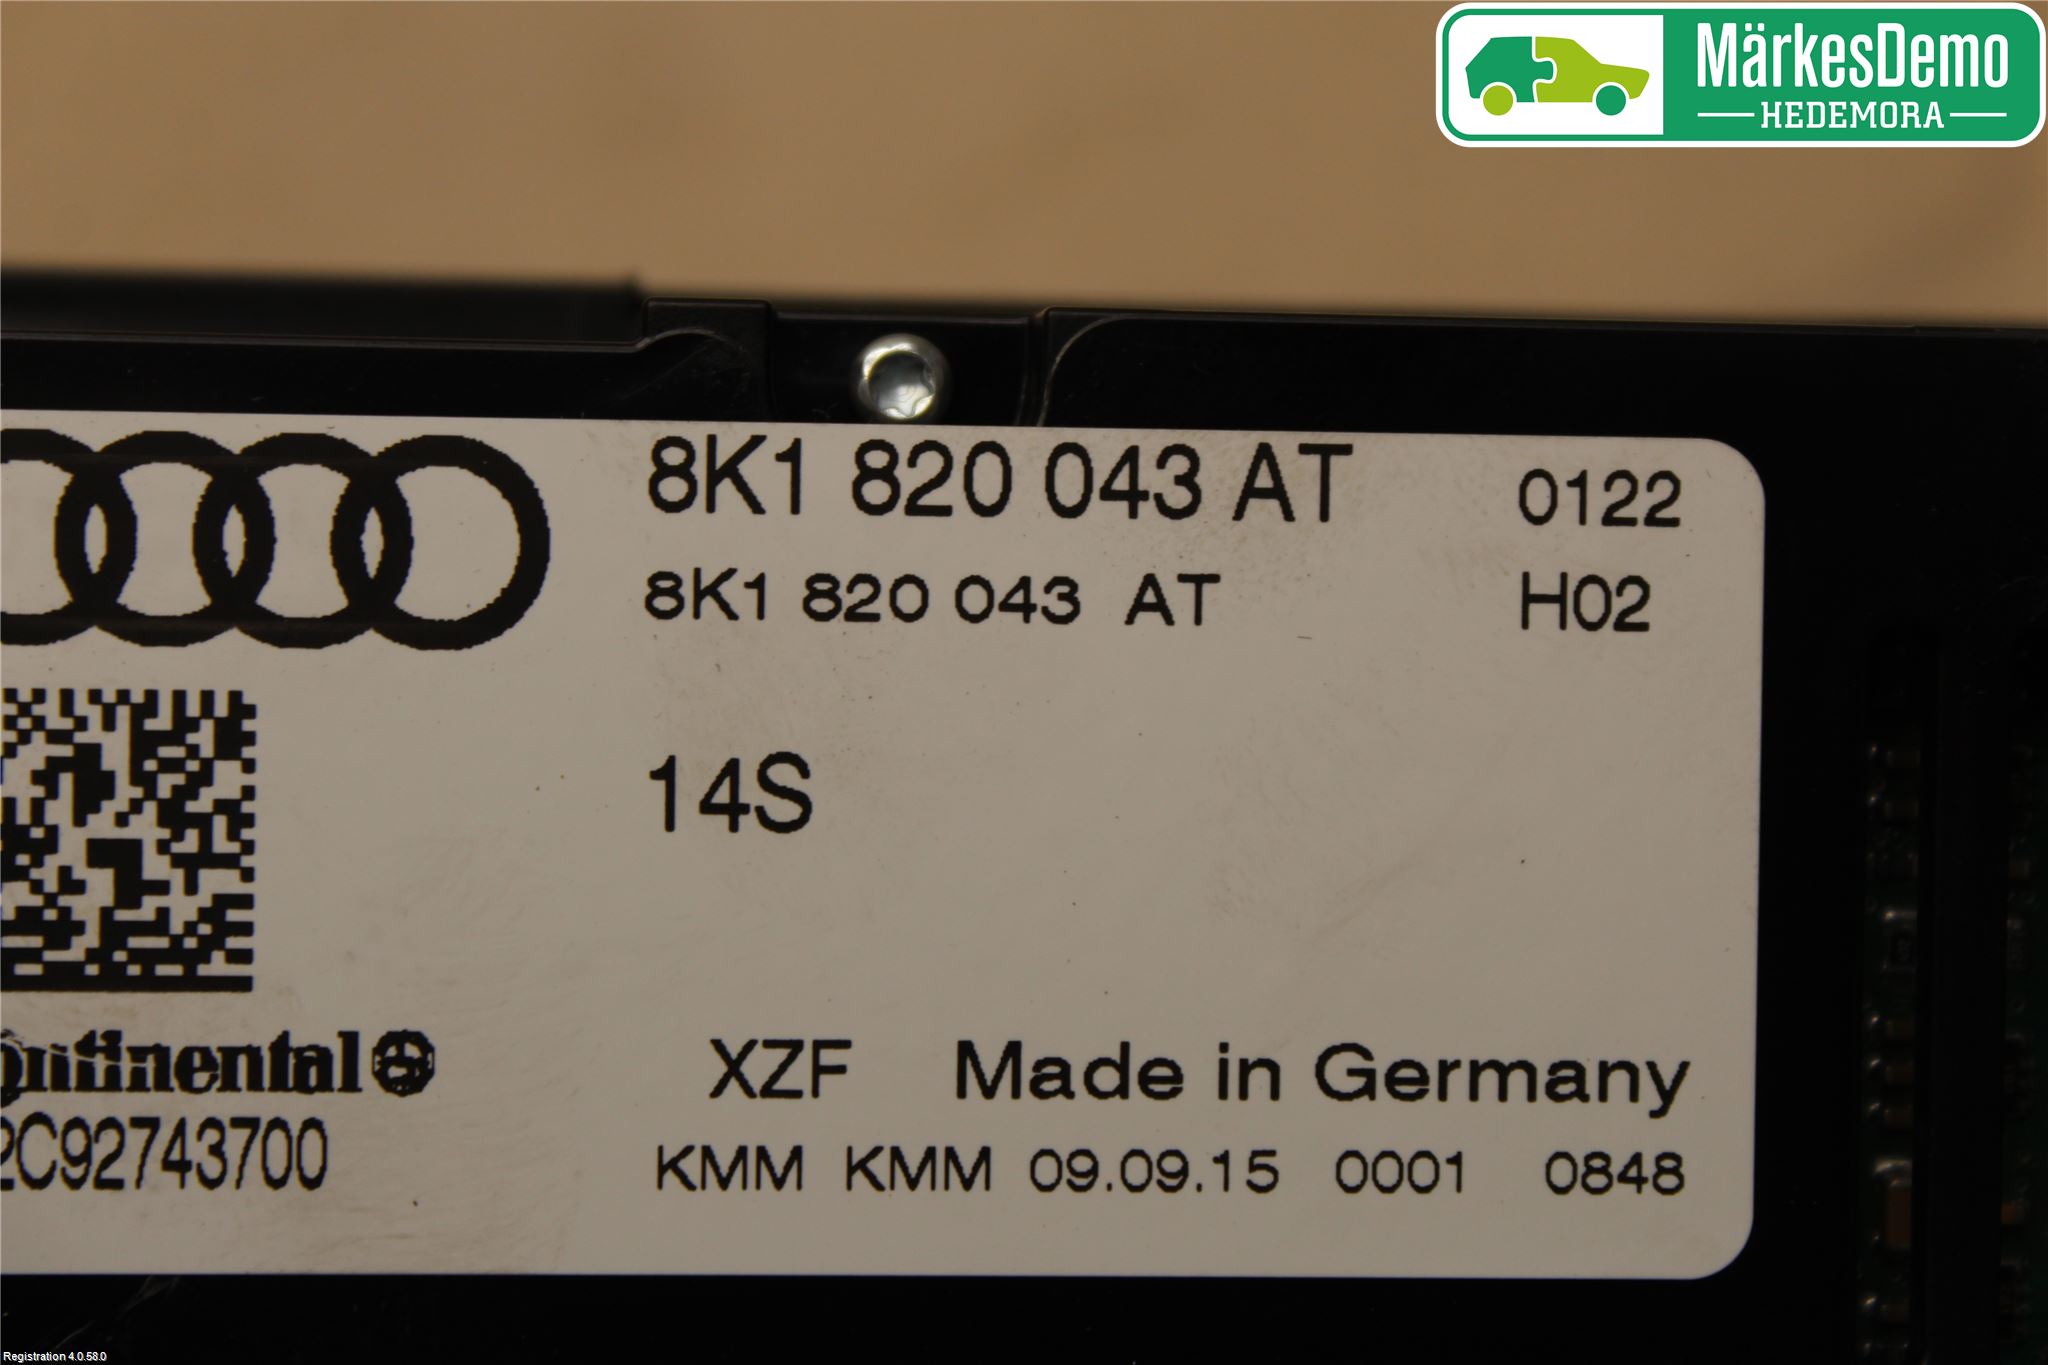 MärkesDemo
HEDEMORA
8K1 820 043 AT 0122
8K1 820 043 AT H02
14S
Continental
2C92743700
XZF Made in Germany
KMM KMM 09.09.15 0001 0848
Registration 4.0.58.0